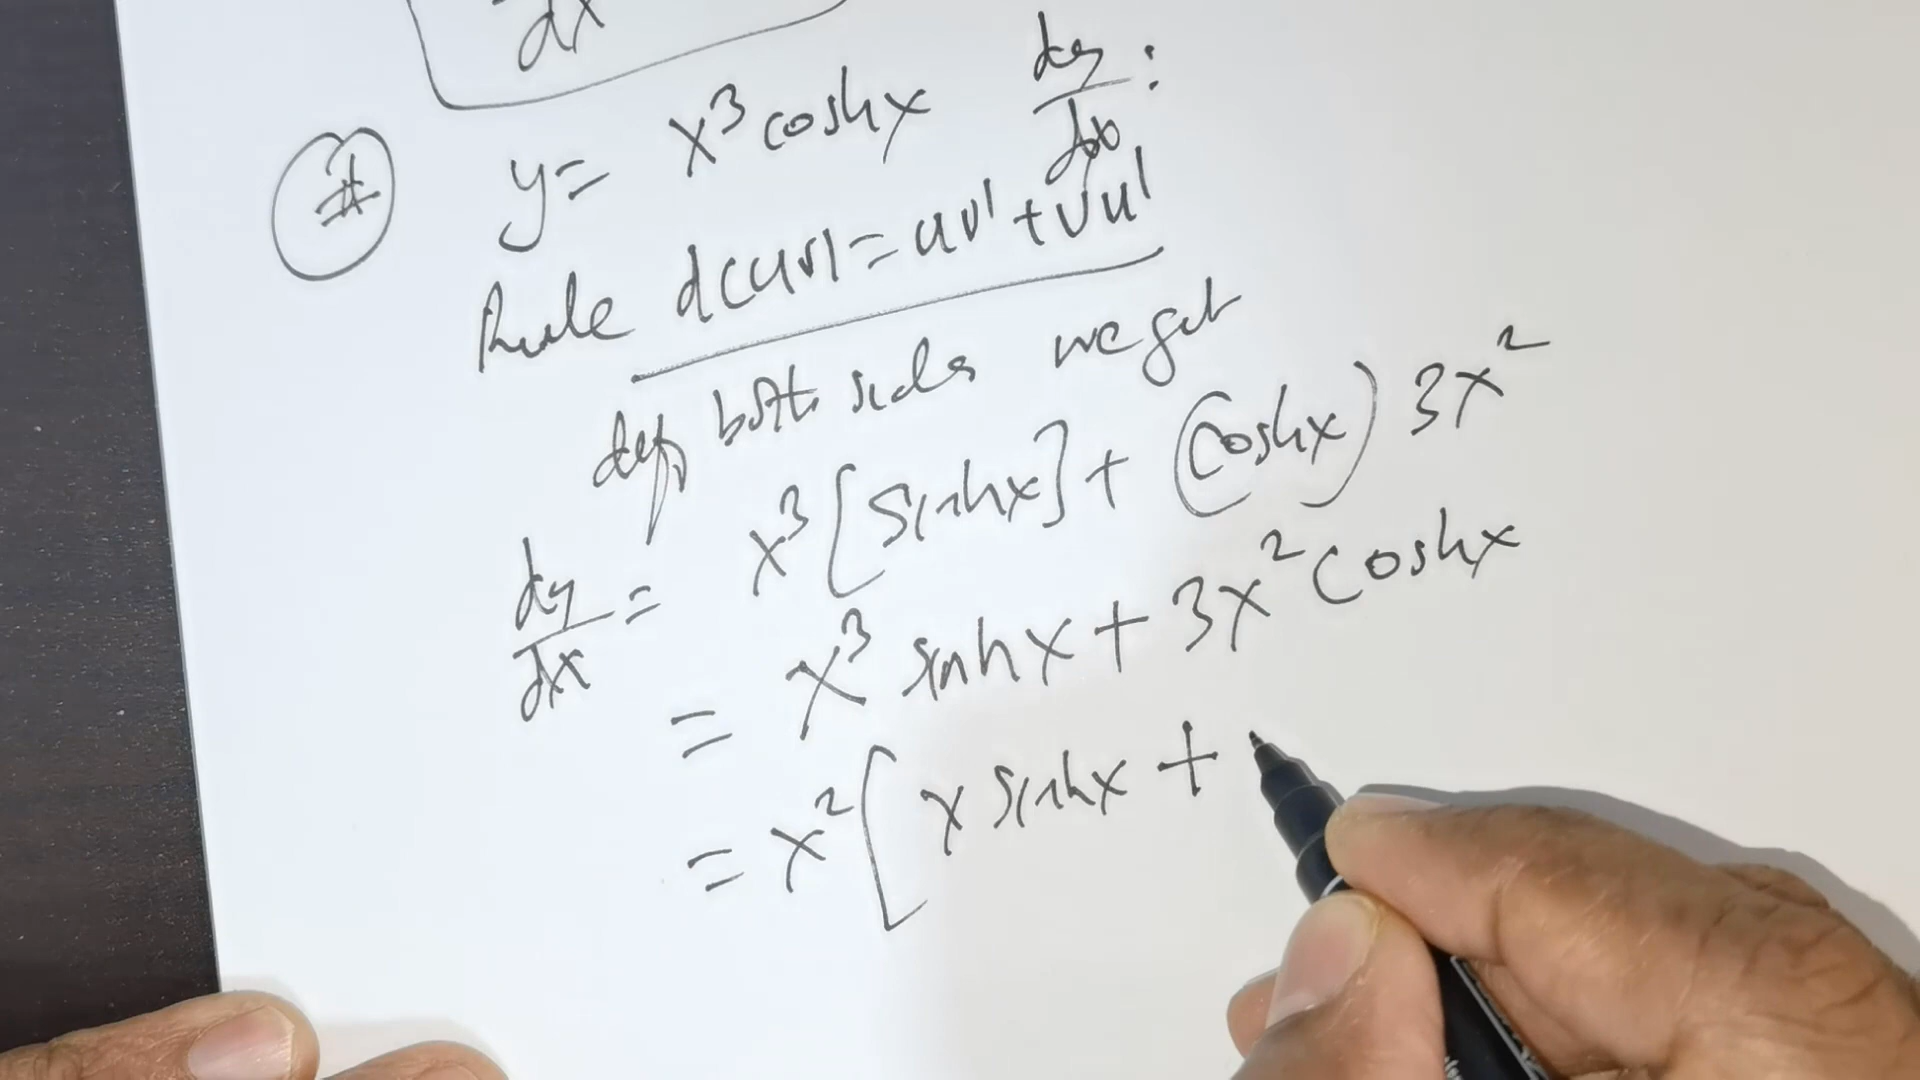 dx
# y= x³ coshx dy/dx :
Rule d(uv)= uv' + vu'
both sides we get
dy/dx = x³ [sinhx] + (coshx) 3x²
= x³ sinhx + 3x² coshx
= x² [ x sinhx +